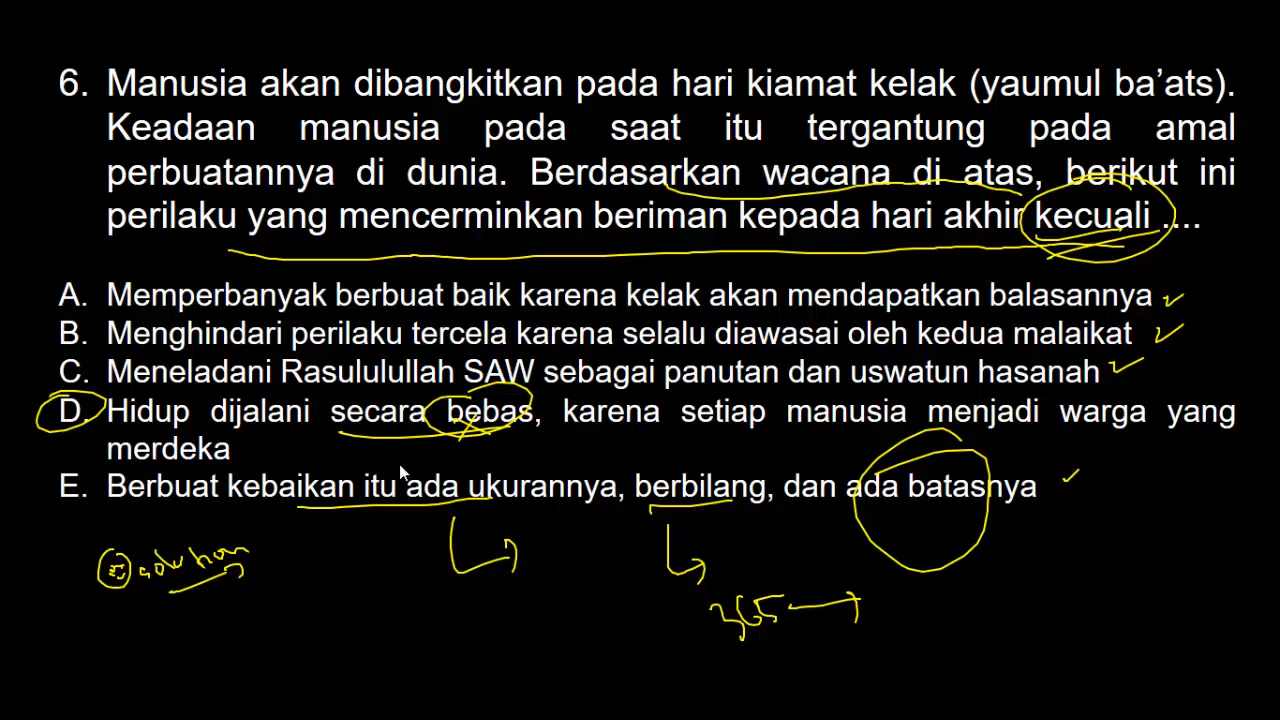 6. Manusia akan dibangkitkan pada hari kiamat kelak (yaumul ba’ats).
Keadaan manusia pada saat itu tergantung pada amal
perbuatannya di dunia. Berdasarkan wacana di atas, berikut ini
perilaku yang mencerminkan beriman kepada hari akhir kecuali ....
A. Memperbanyak berbuat baik karena kelak akan mendapatkan balasannya
B. Menghindari perilaku tercela karena selalu diawasai oleh kedua malaikat
C. Meneladani Rasululullah SAW sebagai panutan dan uswatun hasanah
D. Hidup dijalani secara bebas, karena setiap manusia menjadi warga yang
merdeka
E. Berbuat kebaikan itu ada ukurannya, berbilang, dan ada batasnya
365